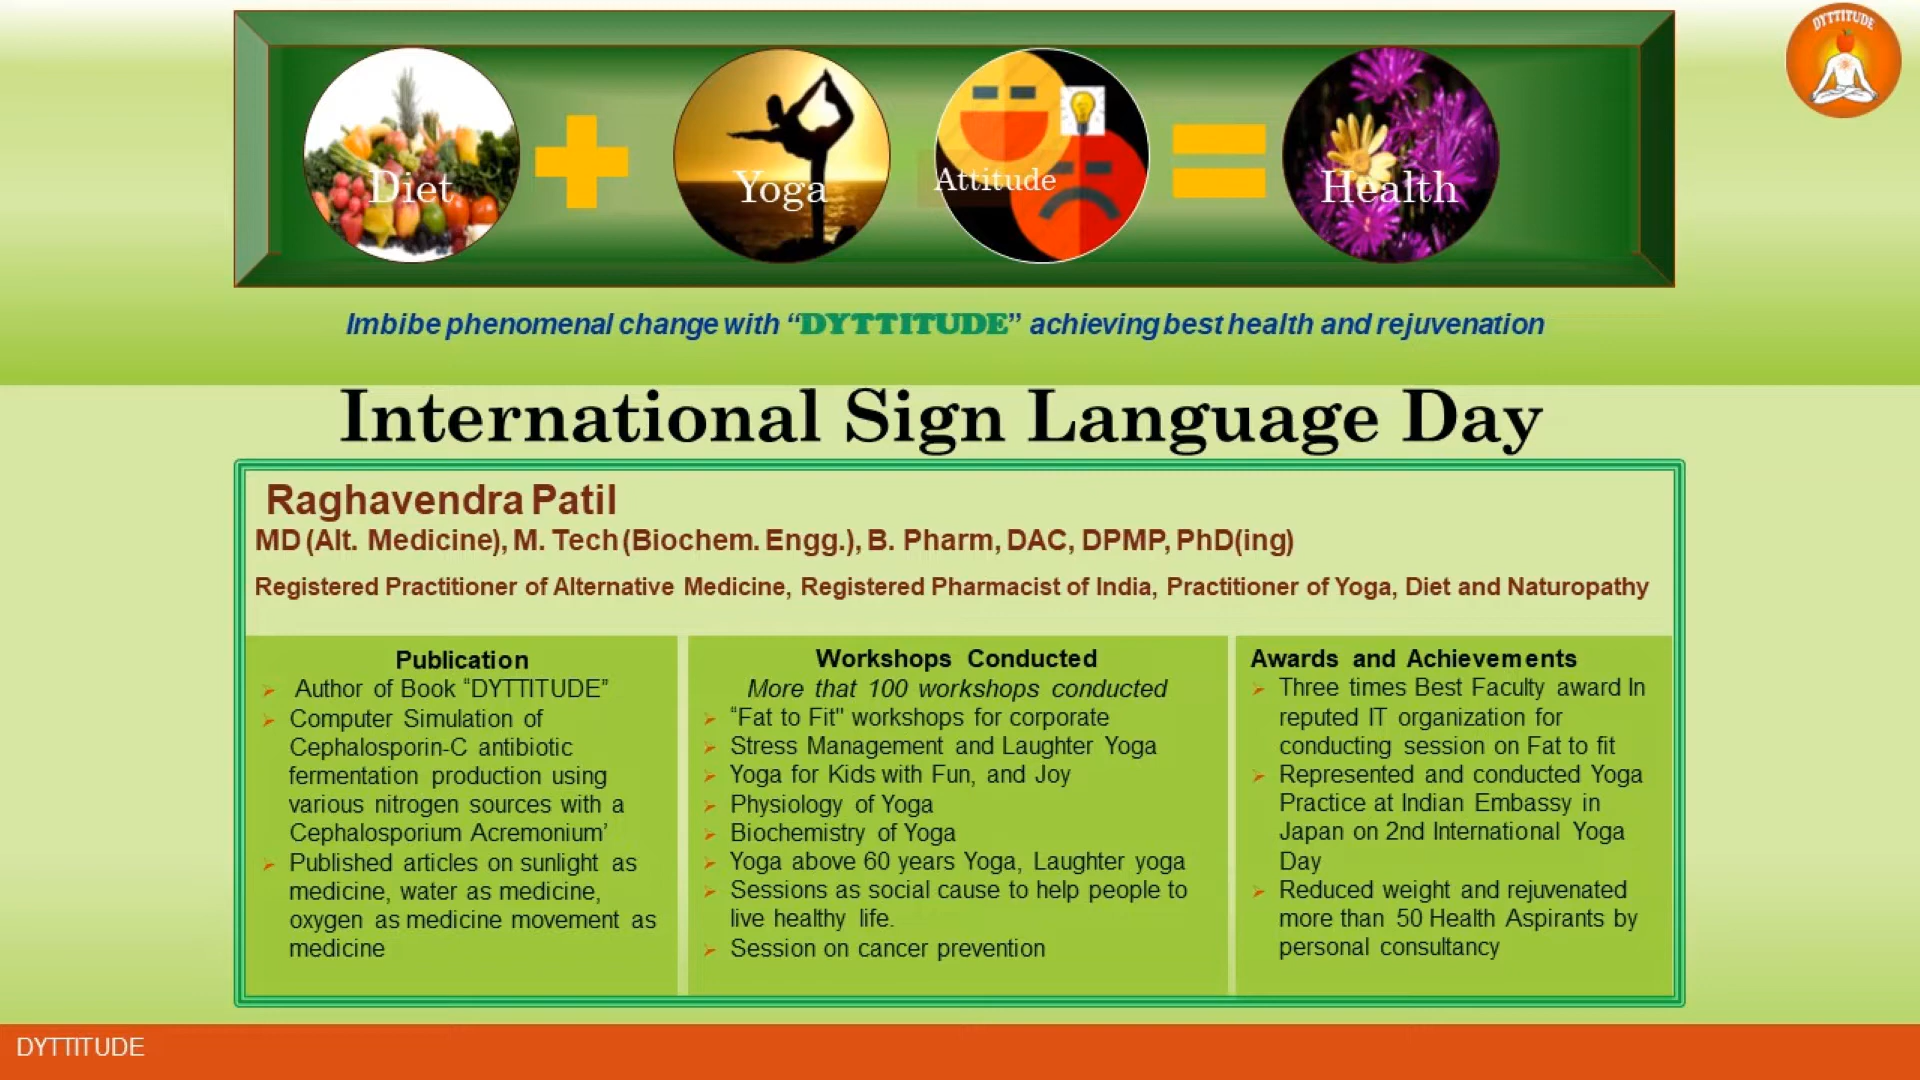 DYTTITUDE
Diet
Yoga
Attitude
Health
Imbibe phenomenal change with “DYTTITUDE” achieving best health and rejuvenation
International Sign Language Day
Raghavendra Patil
MD (Alt. Medicine), M. Tech (Biochem. Engg.), B. Pharm, DAC, DPMP, PhD(ing)
Registered Practitioner of Alternative Medicine, Registered Pharmacist of India, Practitioner of Yoga, Diet and Naturopathy
Publication
Author of Book “DYTTITUDE”
Computer Simulation of
Cephalosporin-C antibiotic
fermentation production using
various nitrogen sources with a
Cephalosporium Acremonium’
Published articles on sunlight as
medicine, water as medicine,
oxygen as medicine movement as
medicine
Workshops Conducted
More that 100 workshops conducted
“Fat to Fit" workshops for corporate
Stress Management and Laughter Yoga
Yoga for Kids with Fun, and Joy
Physiology of Yoga
Biochemistry of Yoga
Yoga above 60 years Yoga, Laughter yoga
Sessions as social cause to help people to
live healthy life.
Session on cancer prevention
Awards and Achievements
Three times Best Faculty award In
reputed IT organization for
conducting session on Fat to fit
Represented and conducted Yoga
Practice at Indian Embassy in
Japan on 2nd International Yoga
Day
Reduced weight and rejuvenated
more than 50 Health Aspirants by
personal consultancy
DYTTITUDE